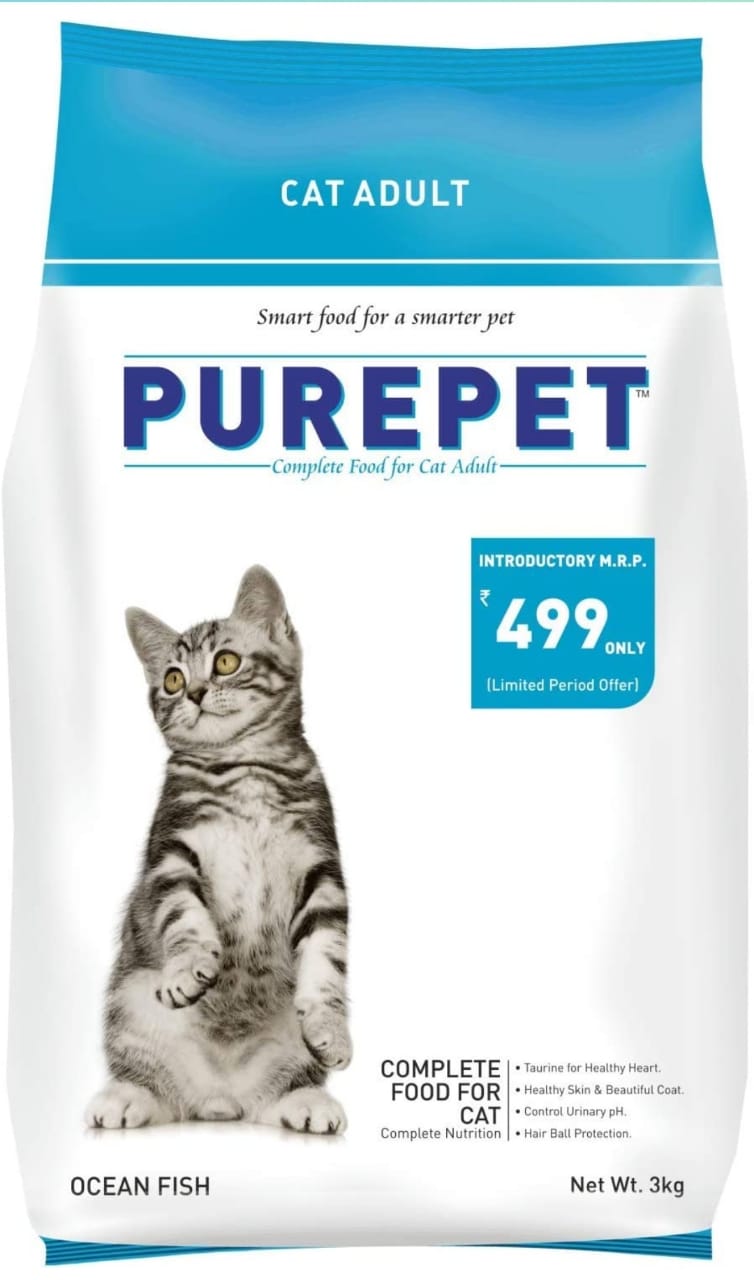 CAT ADULT
Smart food for a smarter pet
PUREPET™
Complete Food for Cat Adult
INTRODUCTORY M.R.P.
₹ 499 ONLY
(Limited Period Offer)
COMPLETE
FOOD FOR
CAT
Complete Nutrition
• Taurine for Healthy Heart.
• Healthy Skin & Beautiful Coat.
• Control Urinary pH.
• Hair Ball Protection.
OCEAN FISH
Net Wt. 3kg